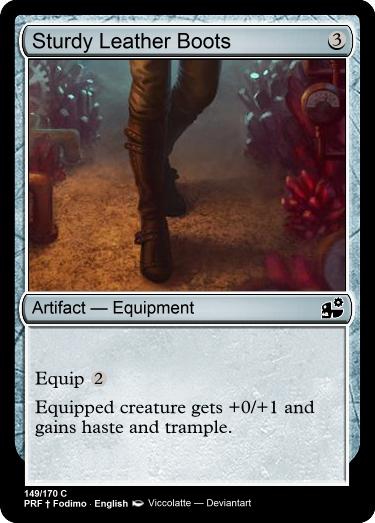 Sturdy Leather Boots 3
Artifact — Equipment
Equip 2
Equipped creature gets +0/+1 and
gains haste and trample.
149/170 C
PRF † Fodimo · English Viccolatte — Deviantart